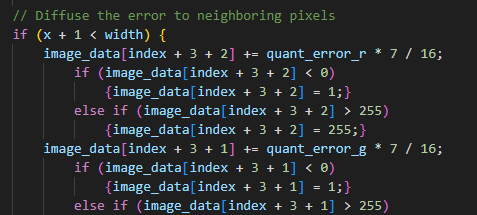 // Diffuse the error to neighboring pixels
if (x + 1 < width) {
    image_data[index + 3 + 2] += quant_error_r * 7 / 16;
        if (image_data[index + 3 + 2] < 0)
            {image_data[index + 3 + 2] = 1;}
        else if (image_data[index + 3 + 2] > 255)
            {image_data[index + 3 + 2] = 255;}
    image_data[index + 3 + 1] += quant_error_g * 7 / 16;
        if (image_data[index + 3 + 1] < 0)
            {image_data[index + 3 + 1] = 1;}
        else if (image_data[index + 3 + 1] > 255)